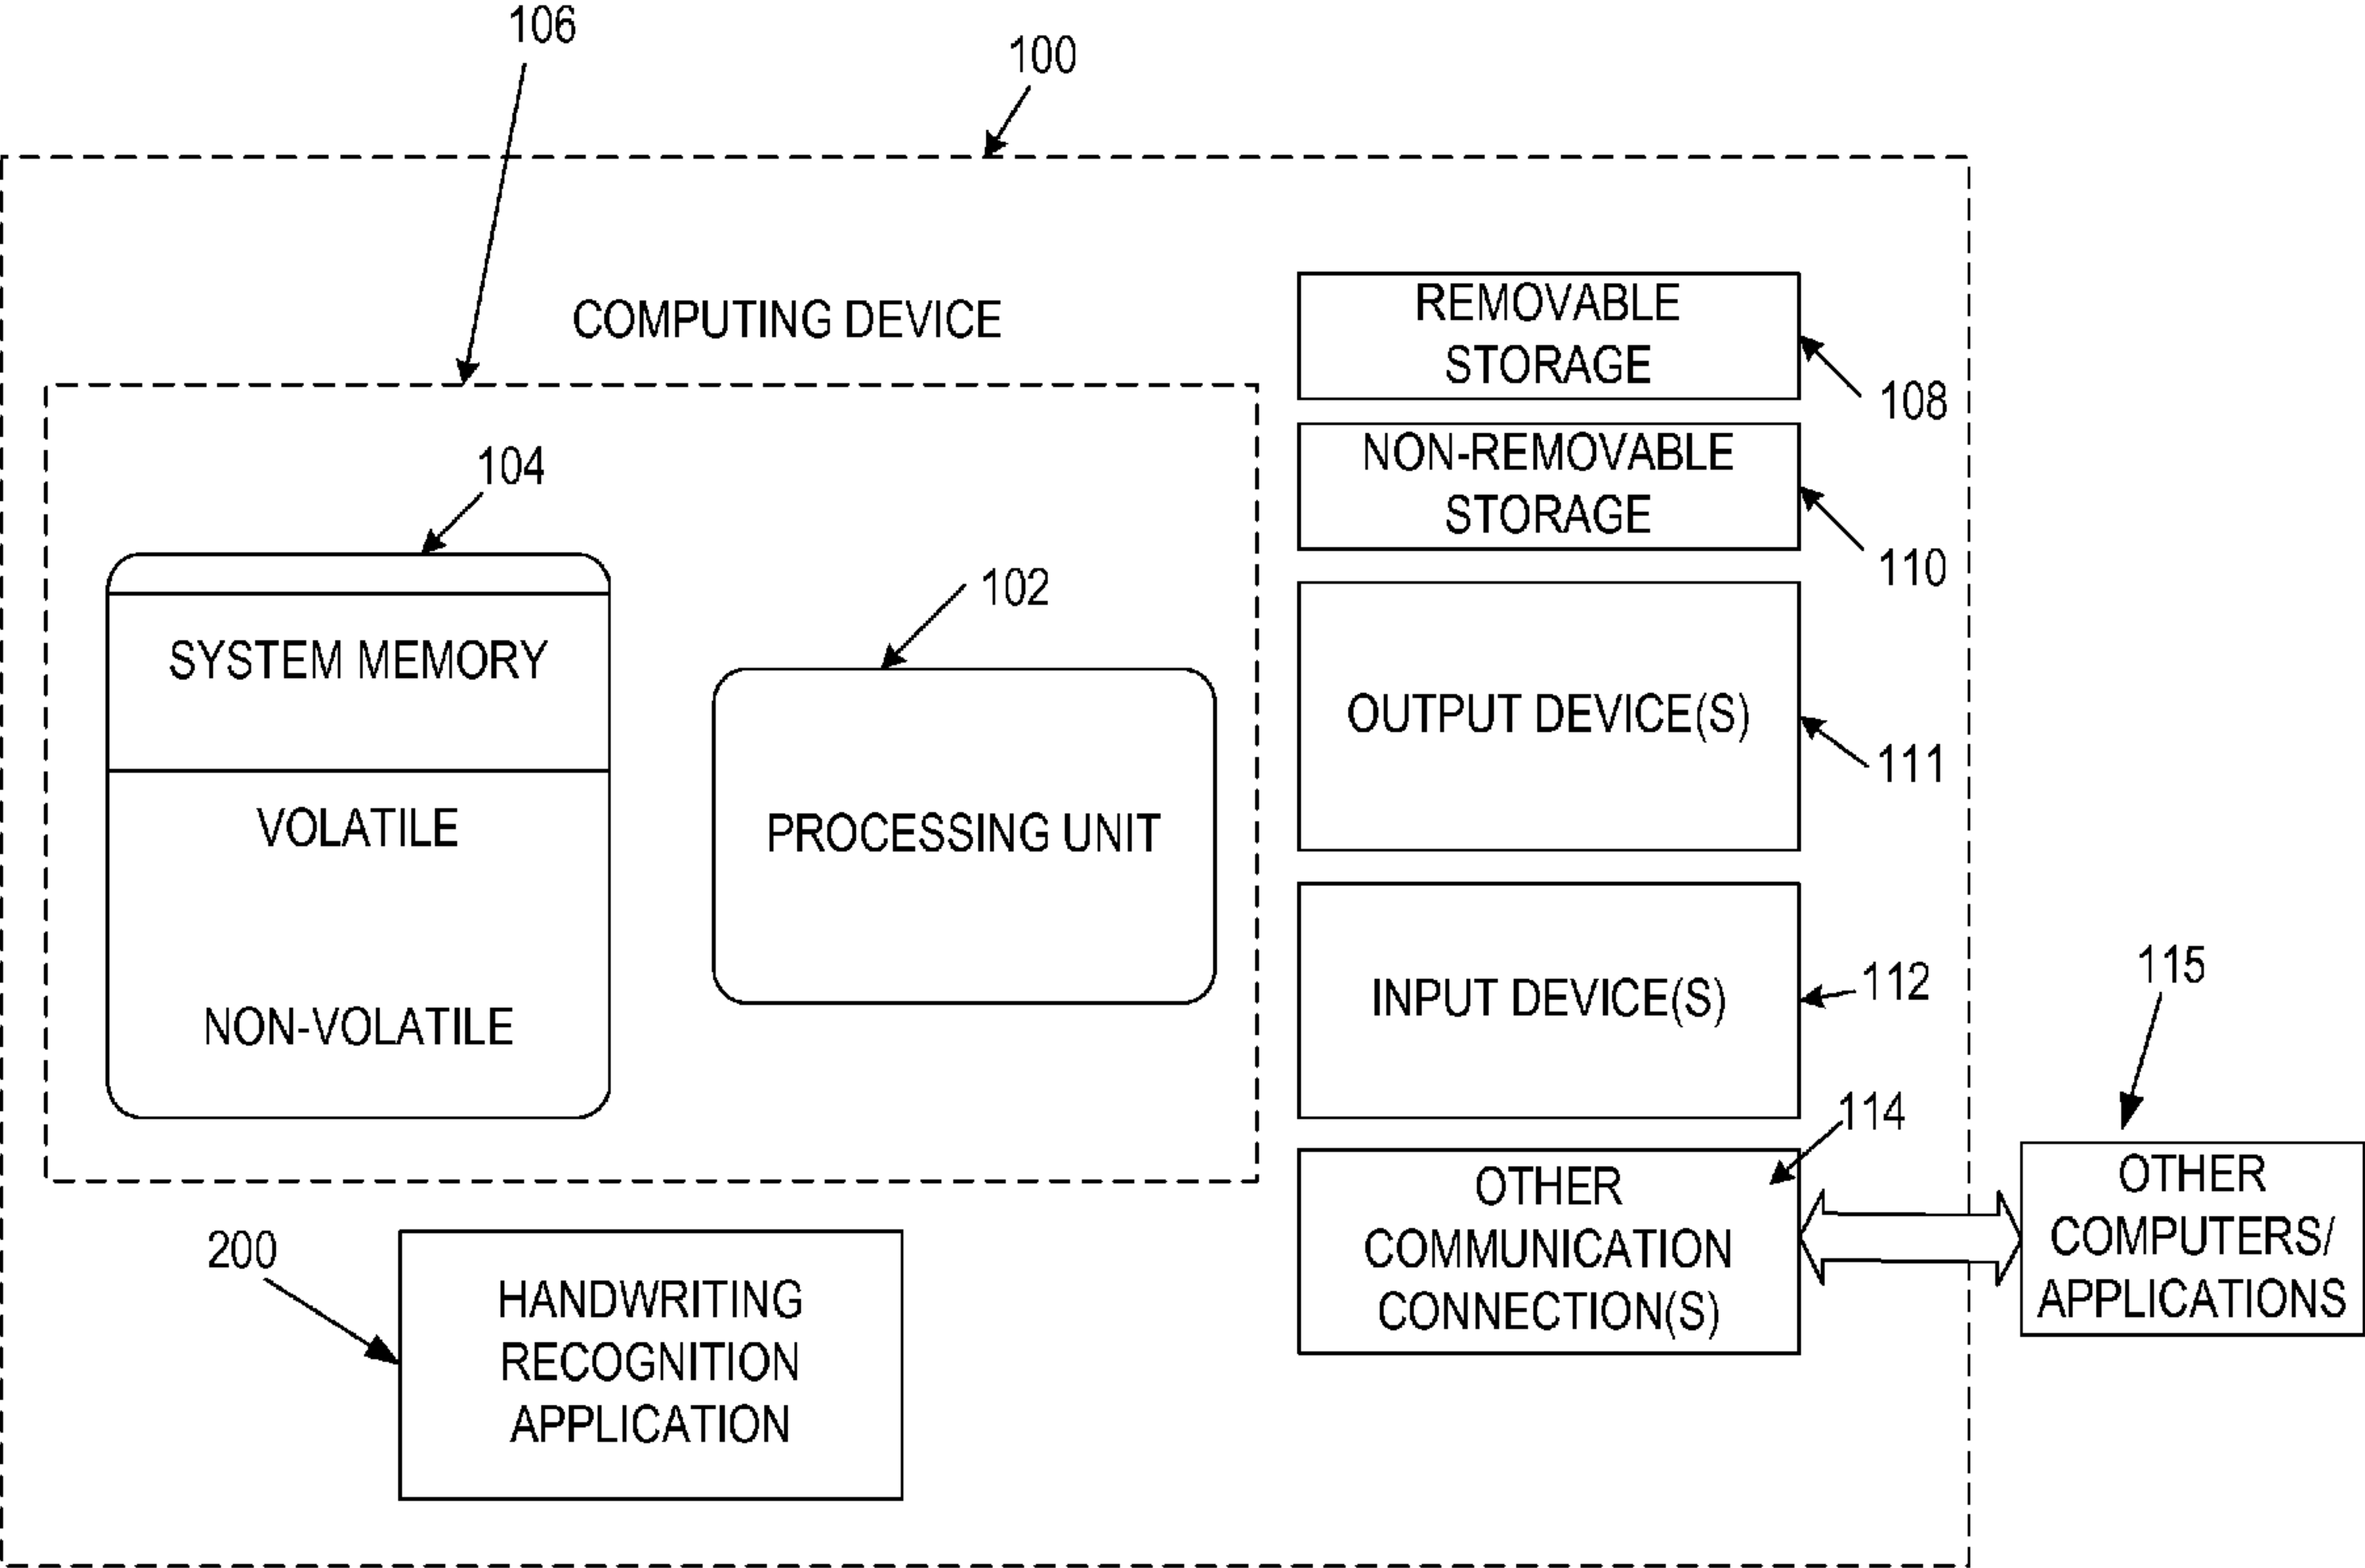 106
100
COMPUTING DEVICE
REMOVABLE
STORAGE
108
NON-REMOVABLE
STORAGE
110
104
SYSTEM MEMORY
VOLATILE
NON-VOLATILE
102
PROCESSING UNIT
OUTPUT DEVICE(S)
111
INPUT DEVICE(S)
112
114
OTHER
COMMUNICATION
CONNECTION(S)
115
OTHER
COMPUTERS/
APPLICATIONS
200
HANDWRITING
RECOGNITION
APPLICATION